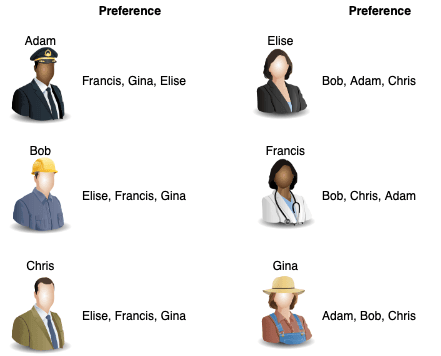 Preference Preference
Adam Elise
Francis, Gina, Elise Bob, Adam, Chris
Bob Francis
Elise, Francis, Gina Bob, Chris, Adam
Chris Gina
Elise, Francis, Gina Adam, Bob, Chris